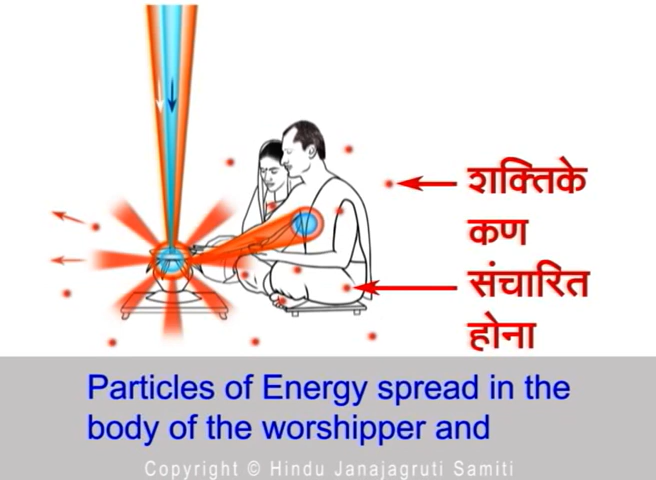 शक्तिके
कण
संचारित
होना
Particles of Energy spread in the
body of the worshipper and
Copyright © Hindu Janajagruti Samiti